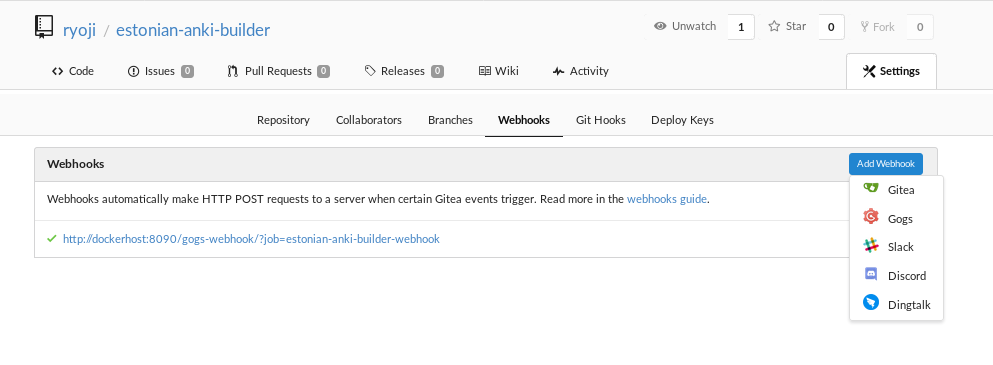 ryoji / estonian-anki-builder
Unwatch 1 Star 0 Fork 0
Code Issues 0 Pull Requests 0 Releases 0 Wiki Activity Settings
Repository Collaborators Branches Webhooks Git Hooks Deploy Keys
Webhooks Add Webhook
Webhooks automatically make HTTP POST requests to a server when certain Gitea events trigger. Read more in the webhooks guide.
http://dockerhost:8090/gogs-webhook/?job=estonian-anki-builder-webhook
Gitea
Gogs
Slack
Discord
Dingtalk